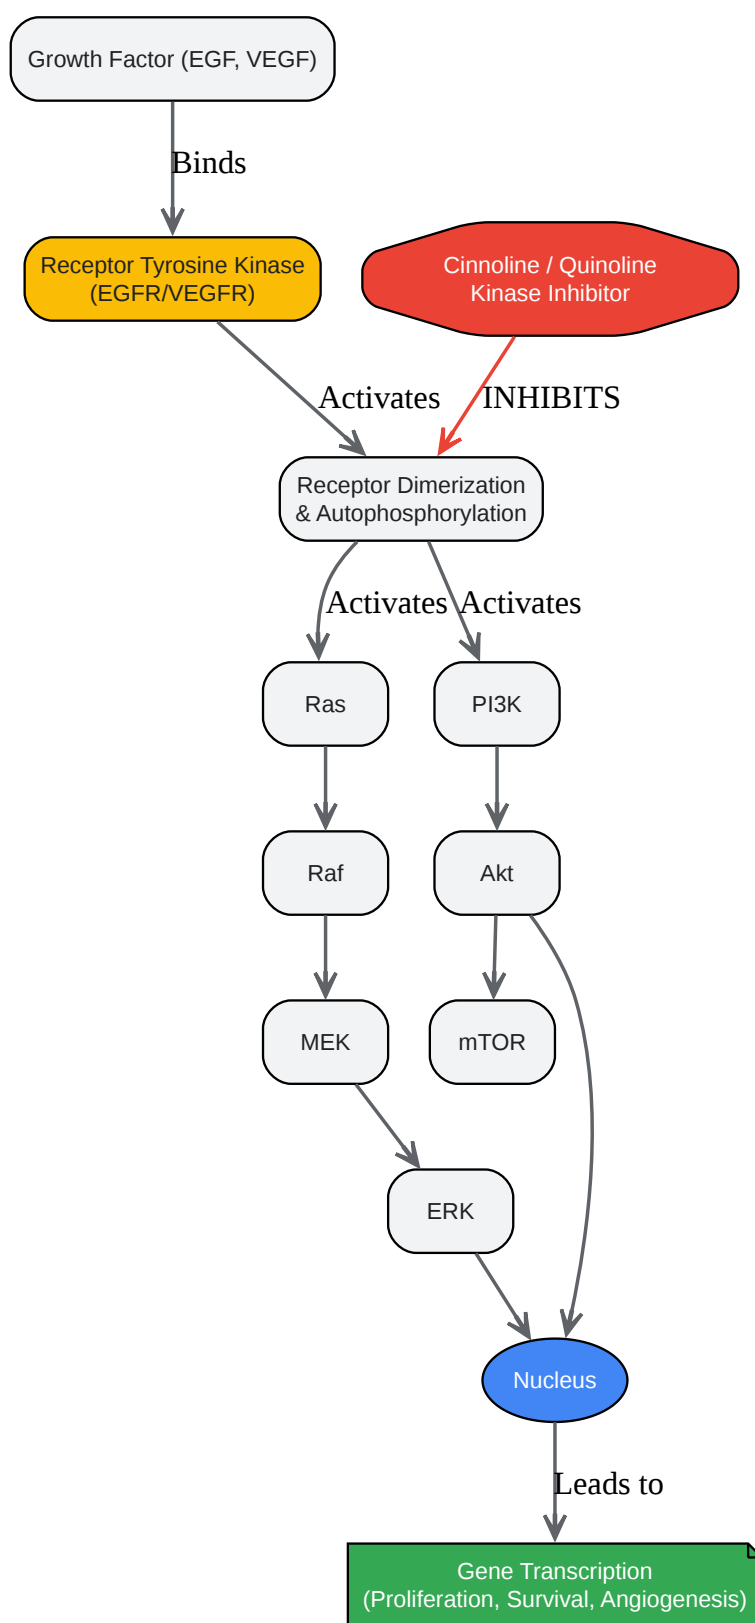 Growth Factor (EGF, VEGF)
Binds
Receptor Tyrosine Kinase
(EGFR/VEGFR)
Cinnoline / Quinoline
Kinase Inhibitor
Activates
INHIBITS
Receptor Dimerization
& Autophosphorylation
Activates
Activates
Ras
PI3K
Raf
Akt
MEK
mTOR
ERK
Nucleus
Leads to
Gene Transcription
(Proliferation, Survival, Angiogenesis)